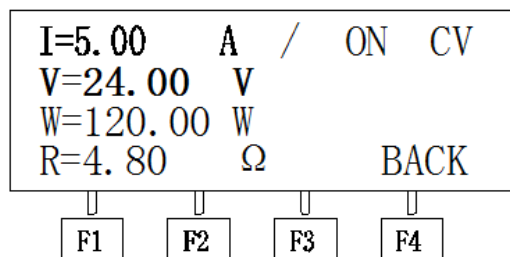 I=5.00 A / ON CV
V=24.00 V
W=120.00 W
R=4.80 Ω BACK
F1 F2 F3 F4